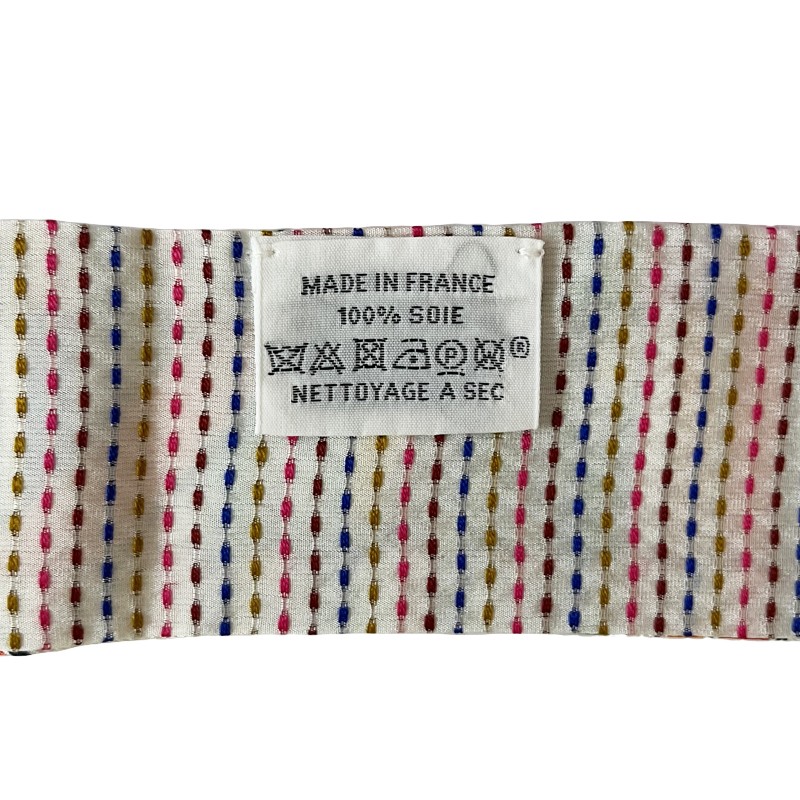 MADE IN FRANCE
100% SOIE
P ®
NETTOYAGE A SEC